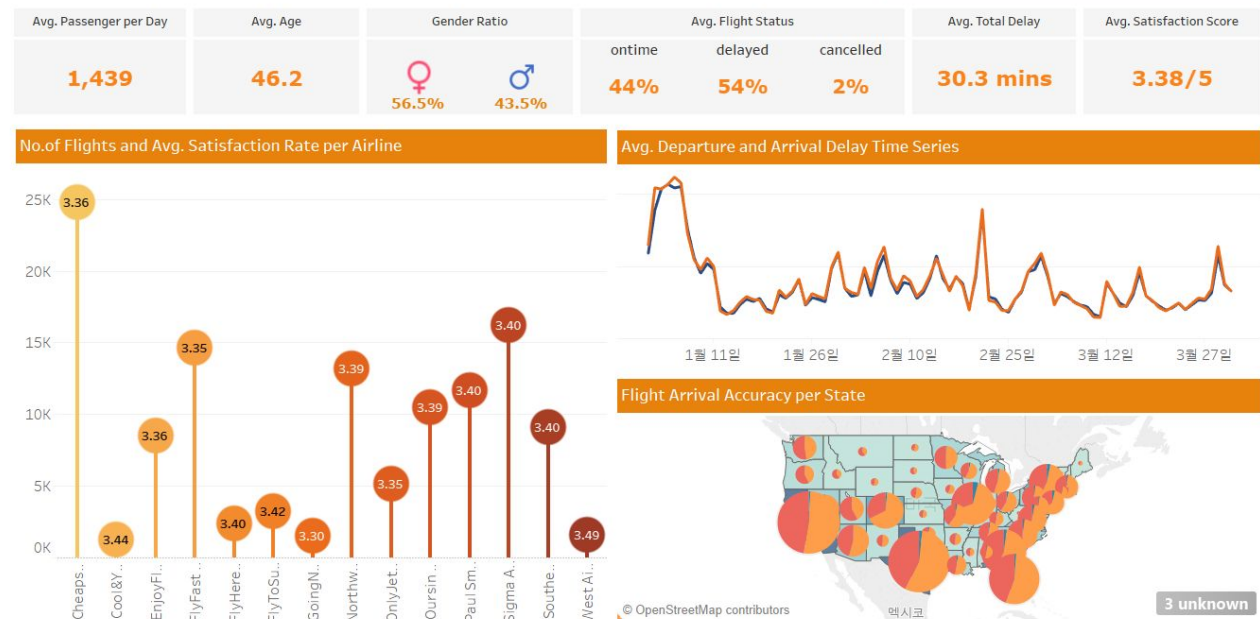 Avg. Passenger per Day
Avg. Age
Gender Ratio
Avg. Flight Status
Avg. Total Delay
Avg. Satisfaction Score
ontime
delayed
cancelled
1,439
46.2
56.5%
43.5%
44%
54%
2%
30.3 mins
3.38/5
No.of Flights and Avg. Satisfaction Rate per Airline
25K
20K
15K
10K
5K
0K
3.36
3.44
3.36
3.35
3.40
3.42
3.30
3.39
3.35
3.39
3.40
3.40
3.40
3.49
Cheaps..
Cool&Y..
EnjoyFl..
FlyFast ..
FlyHere..
FlyToSu..
GoingN..
Northw..
OnlyJet..
Oursin ..
Paul Sm..
Sigma A..
Southe..
West Ai..
Avg. Departure and Arrival Delay Time Series
1월 11일
1월 26일
2월 10일
2월 25일
3월 12일
3월 27일
Flight Arrival Accuracy per State
© OpenStreetMap contributors
멕시코
3 unknown